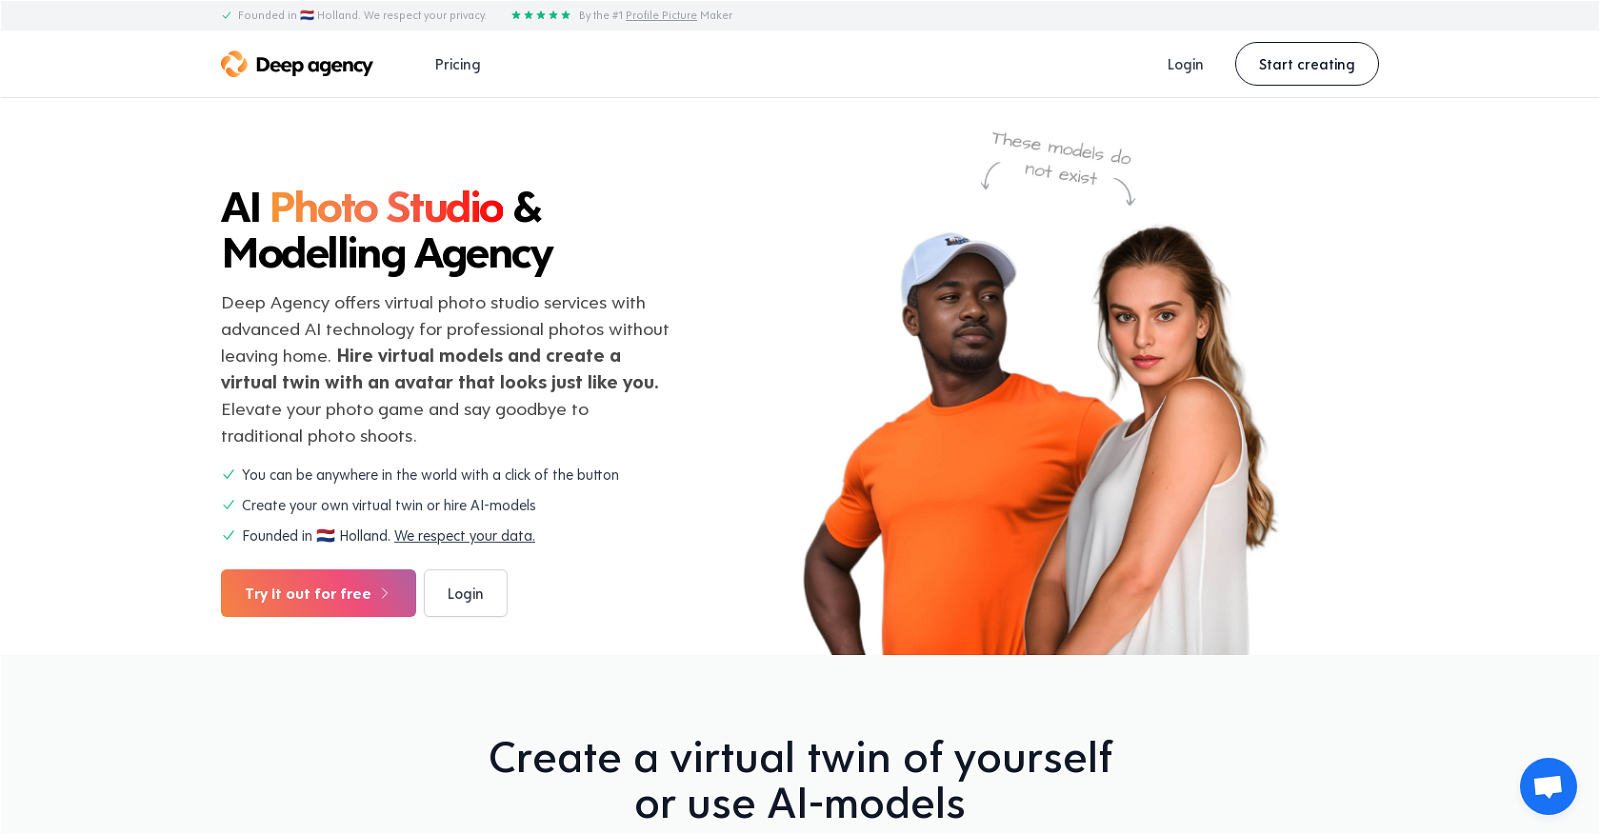 Founded in 🇳🇱 Holland. We respect your privacy.
By the #1 Profile Picture Maker
Deep agency
Pricing
Login
Start creating
These models do
not exist
AI Photo Studio &
Modelling Agency
Deep Agency offers virtual photo studio services with
advanced AI technology for professional photos without
leaving home. Hire virtual models and create a
virtual twin with an avatar that looks just like you.
Elevate your photo game and say goodbye to
traditional photo shoots.
You can be anywhere in the world with a click of the button
Create your own virtual twin or hire AI-models
Founded in 🇳🇱 Holland. We respect your data.
Try it out for free
Login
Create a virtual twin of yourself
or use AI-models